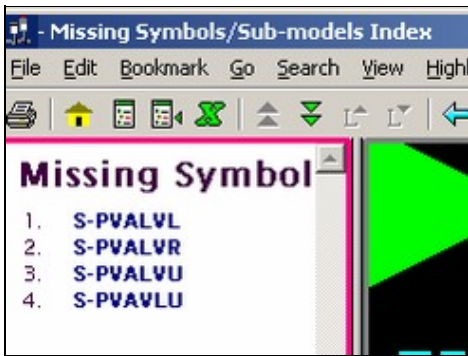 - Missing Symbols/Sub-models Index
File Edit Bookmark Go Search View Highl
Missing Symbol
1. S-PVALVL
2. S-PVALVR
3. S-PVALVU
4. S-PVAVLU